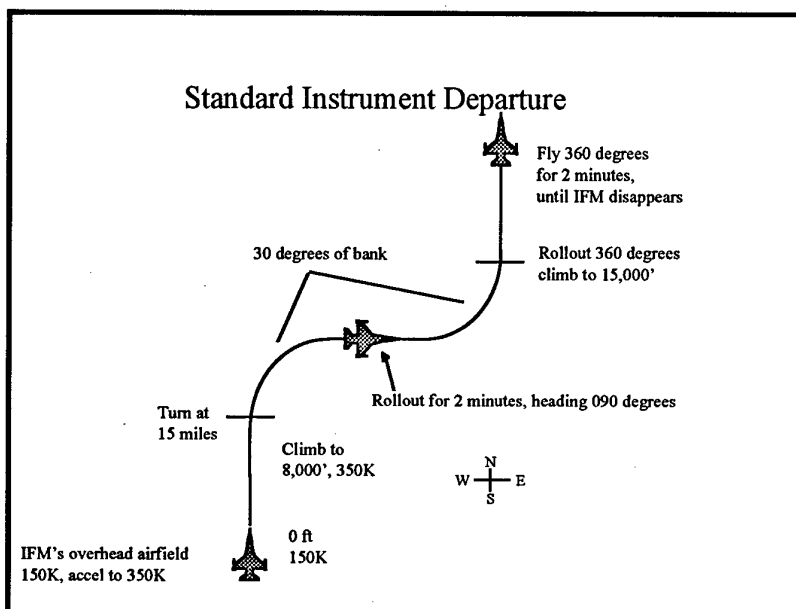 Standard Instrument Departure
Fly 360 degrees
for 2 minutes,
until IFM disappears
30 degrees of bank
Rollout 360 degrees
climb to 15,000'
Rollout for 2 minutes, heading 090 degrees
Turn at
15 miles
Climb to
8,000', 350K
N
W E
S
0 ft
150K
IFM's overhead airfield
150K, accel to 350K